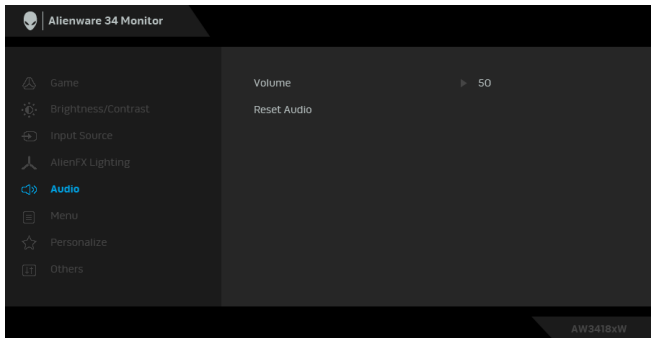 Alienware 34 Monitor
Game
Brightness/Contrast
Input Source
AlienFX Lighting
Audio
Menu
Personalize
Others
Volume 50
Reset Audio
AW3418xW